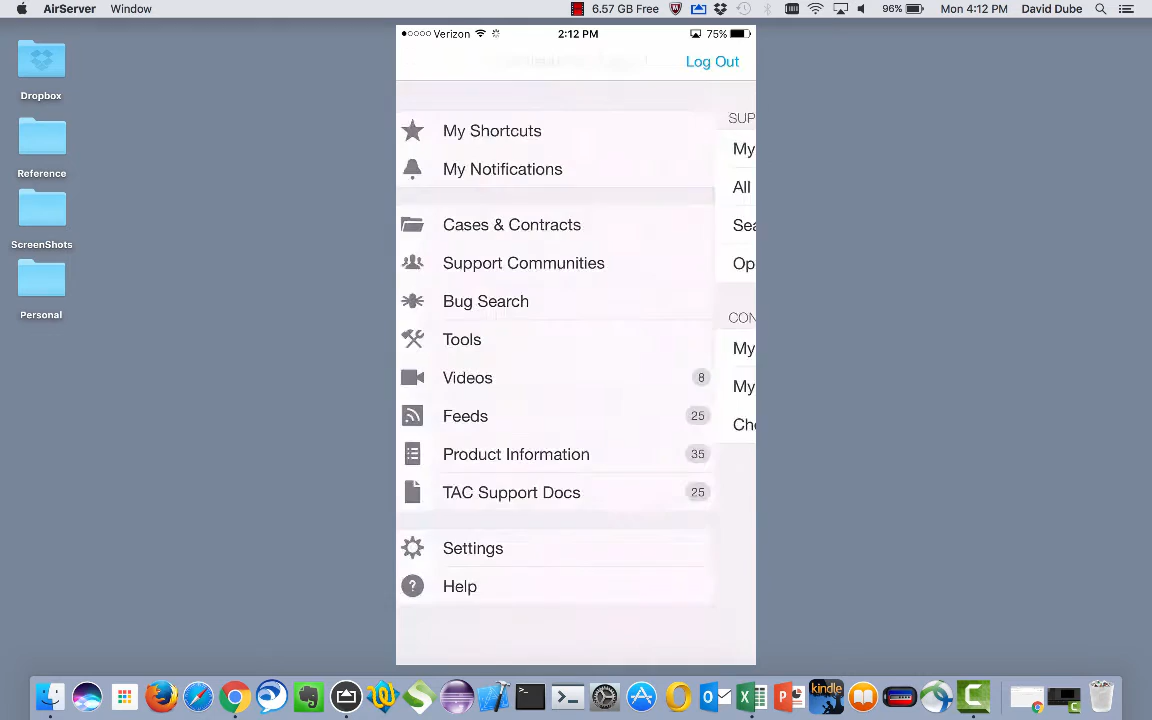 AirServer Window 6.57 GB Free 96% Mon 4:12 PM David Dube
Dropbox
Reference
ScreenShots
Personal
Verizon 2:12 PM 75%
Log Out
My Shortcuts
My Notifications
Cases & Contracts
Support Communities
Bug Search
Tools
Videos 8
Feeds 25
Product Information 35
TAC Support Docs 25
Settings
Help
SUP
My
All
Sea
Op
CON
My
My
Che
kindle